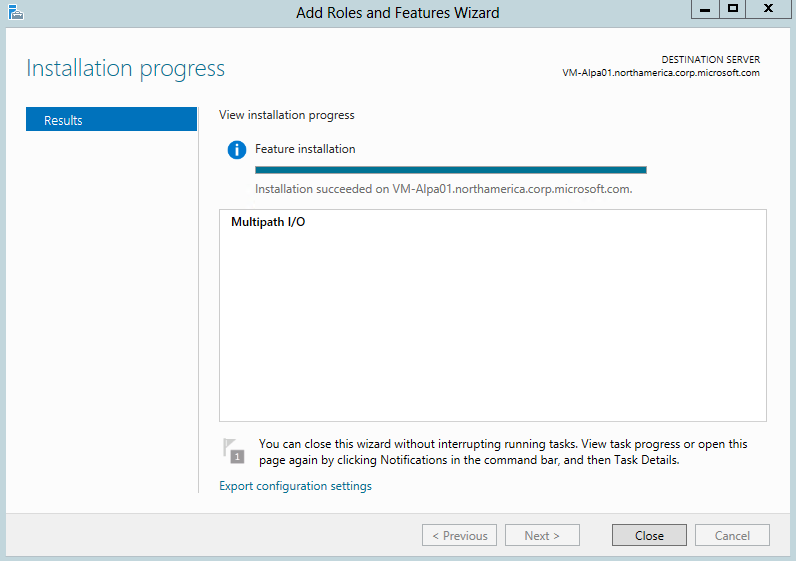 Add Roles and Features Wizard
Installation progress
DESTINATION SERVER
VM-Alpa01.northamerica.corp.microsoft.com
Results
View installation progress
Feature installation
Installation succeeded on VM-Alpa01.northamerica.corp.microsoft.com.
Multipath I/O
1
You can close this wizard without interrupting running tasks. View task progress or open this
page again by clicking Notifications in the command bar, and then Task Details.
Export configuration settings
< Previous
Next >
Close
Cancel